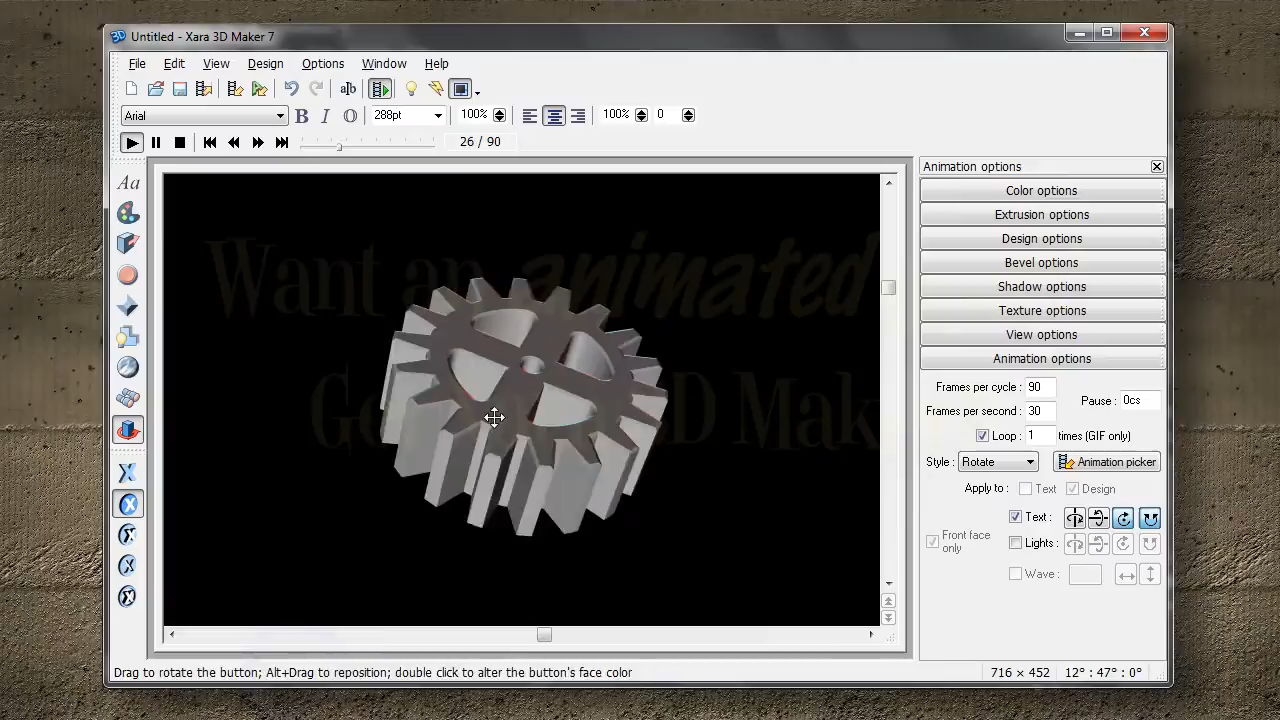 Untitled - Xara 3D Maker 7
File Edit View Design Options Window Help
a|b
Arial B I O 288pt 100% 100% 0
26 / 90
Aa
Want an animated
3D Mak
Animation options
Color options
Extrusion options
Design options
Bevel options
Shadow options
Texture options
View options
Animation options
Frames per cycle : 90
Pause : 0cs
Frames per second : 30
Loop : 1 times (GIF only)
Style : Rotate Animation picker
Apply to : Text Design
Text :
Front face only
Lights :
Wave :
Drag to rotate the button; Alt+Drag to reposition; double click to alter the button's face color
716 × 452 12° : 47° : 0°